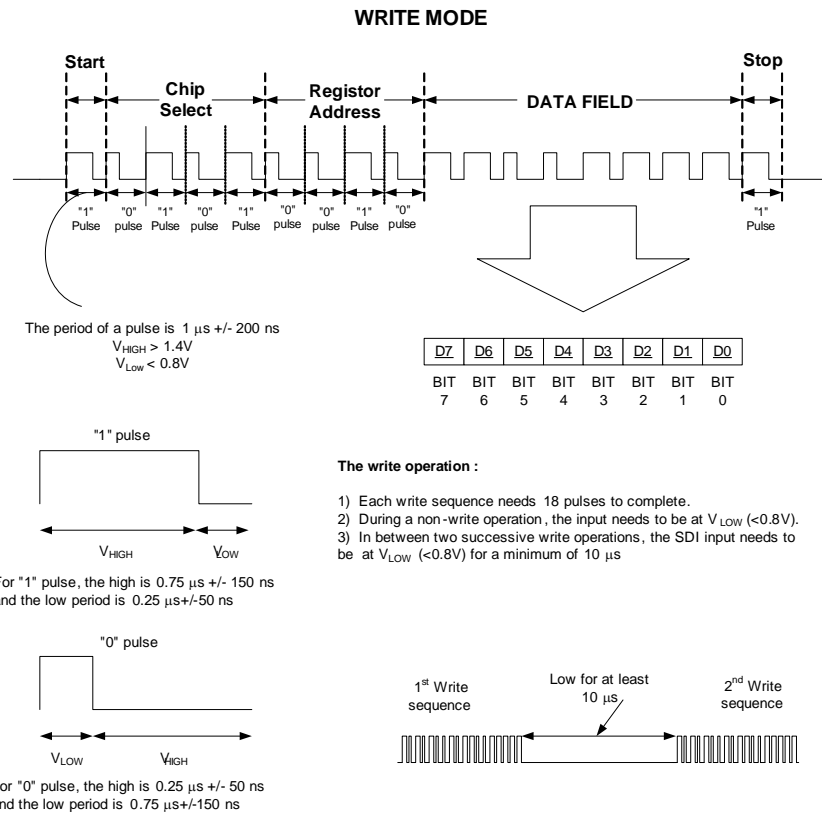 WRITE MODE
Start
Stop
Chip
Select
Registor
Address
DATA FIELD
"1"
Pulse
"0"
pulse
"1"
Pulse
"0"
pulse
"1"
Pulse
"0"
pulse
"0"
pulse
"1"
Pulse
"0"
pulse
"1"
Pulse
The period of a pulse is 1 µs +/- 200 ns
VHIGH > 1.4V
VLow < 0.8V
D7 D6 D5 D4 D3 D2 D1 D0
BIT BIT BIT BIT BIT BIT BIT BIT
7 6 5 4 3 2 1 0
"1" pulse
VHIGH
VLOW
For "1" pulse, the high is 0.75 µs +/- 150 ns
and the low period is 0.25 µs+/-50 ns
The write operation :
1) Each write sequence needs 18 pulses to complete.
2) During a non-write operation, the input needs to be at VLOW (<0.8V).
3) In between two successive write operations, the SDI input needs to
be at VLOW (<0.8V) for a minimum of 10 µs
"0" pulse
VLOW
VHIGH
or "0" pulse, the high is 0.25 µs +/- 50 ns
nd the low period is 0.75 µs+/-150 ns
1st Write
sequence
Low for at least
10 µs
2nd Write
sequence